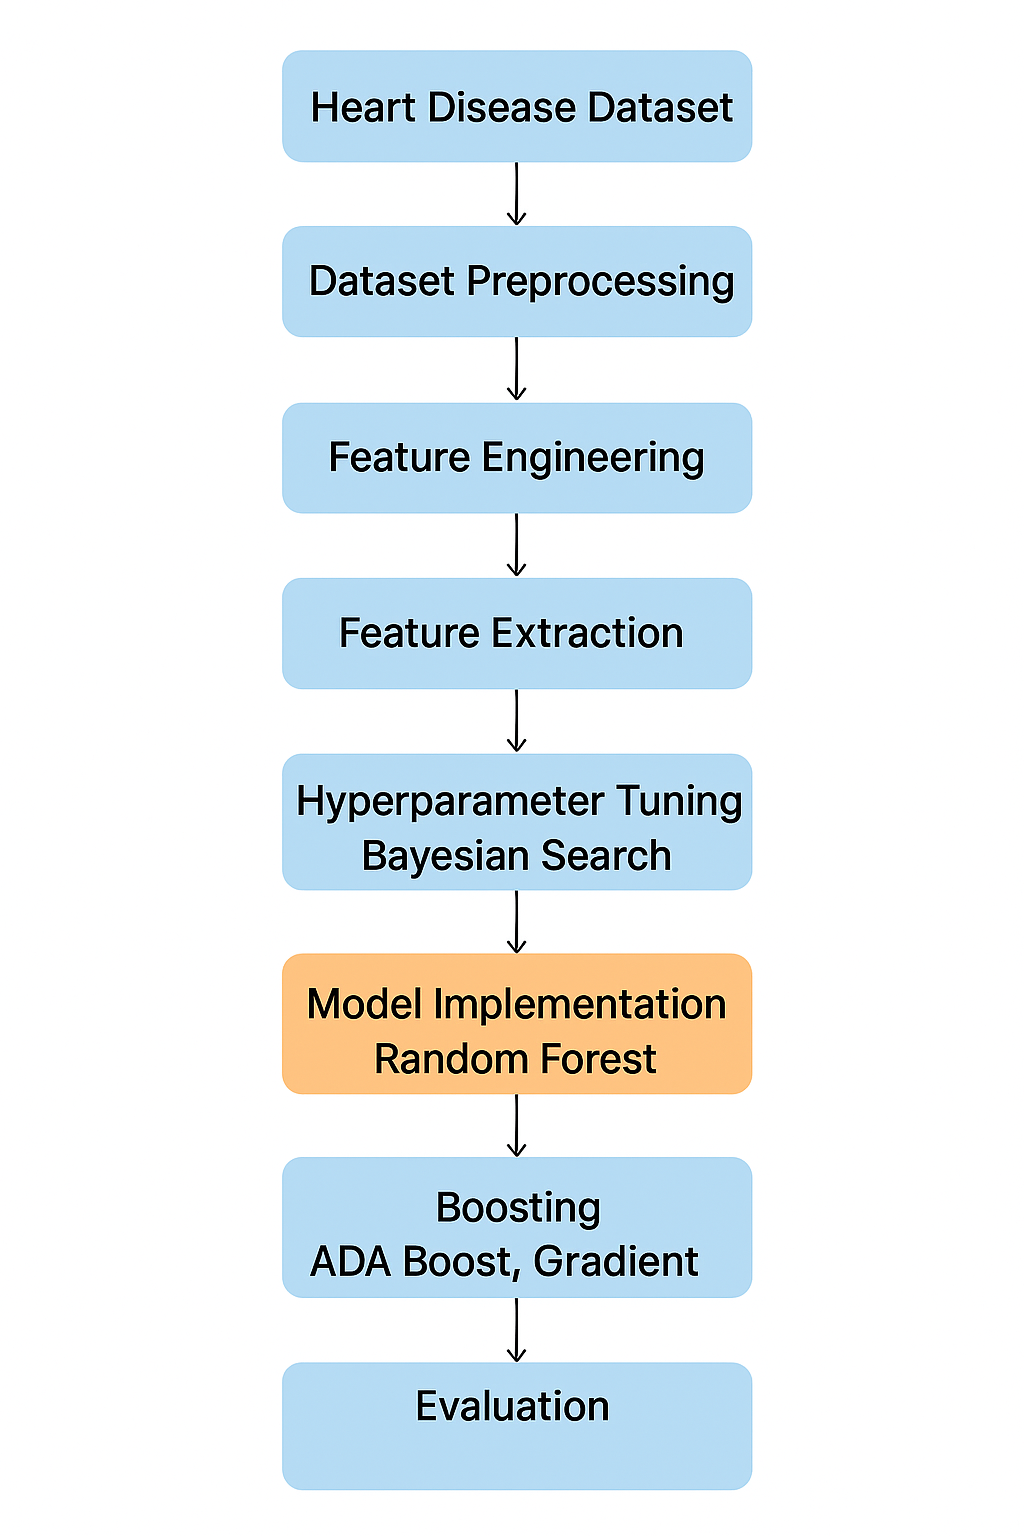 Heart Disease Dataset
Dataset Preprocessing
Feature Engineering
Feature Extraction
Hyperparameter Tuning
Bayesian Search
Model Implementation
Random Forest
Boosting
ADA Boost, Gradient
Evaluation